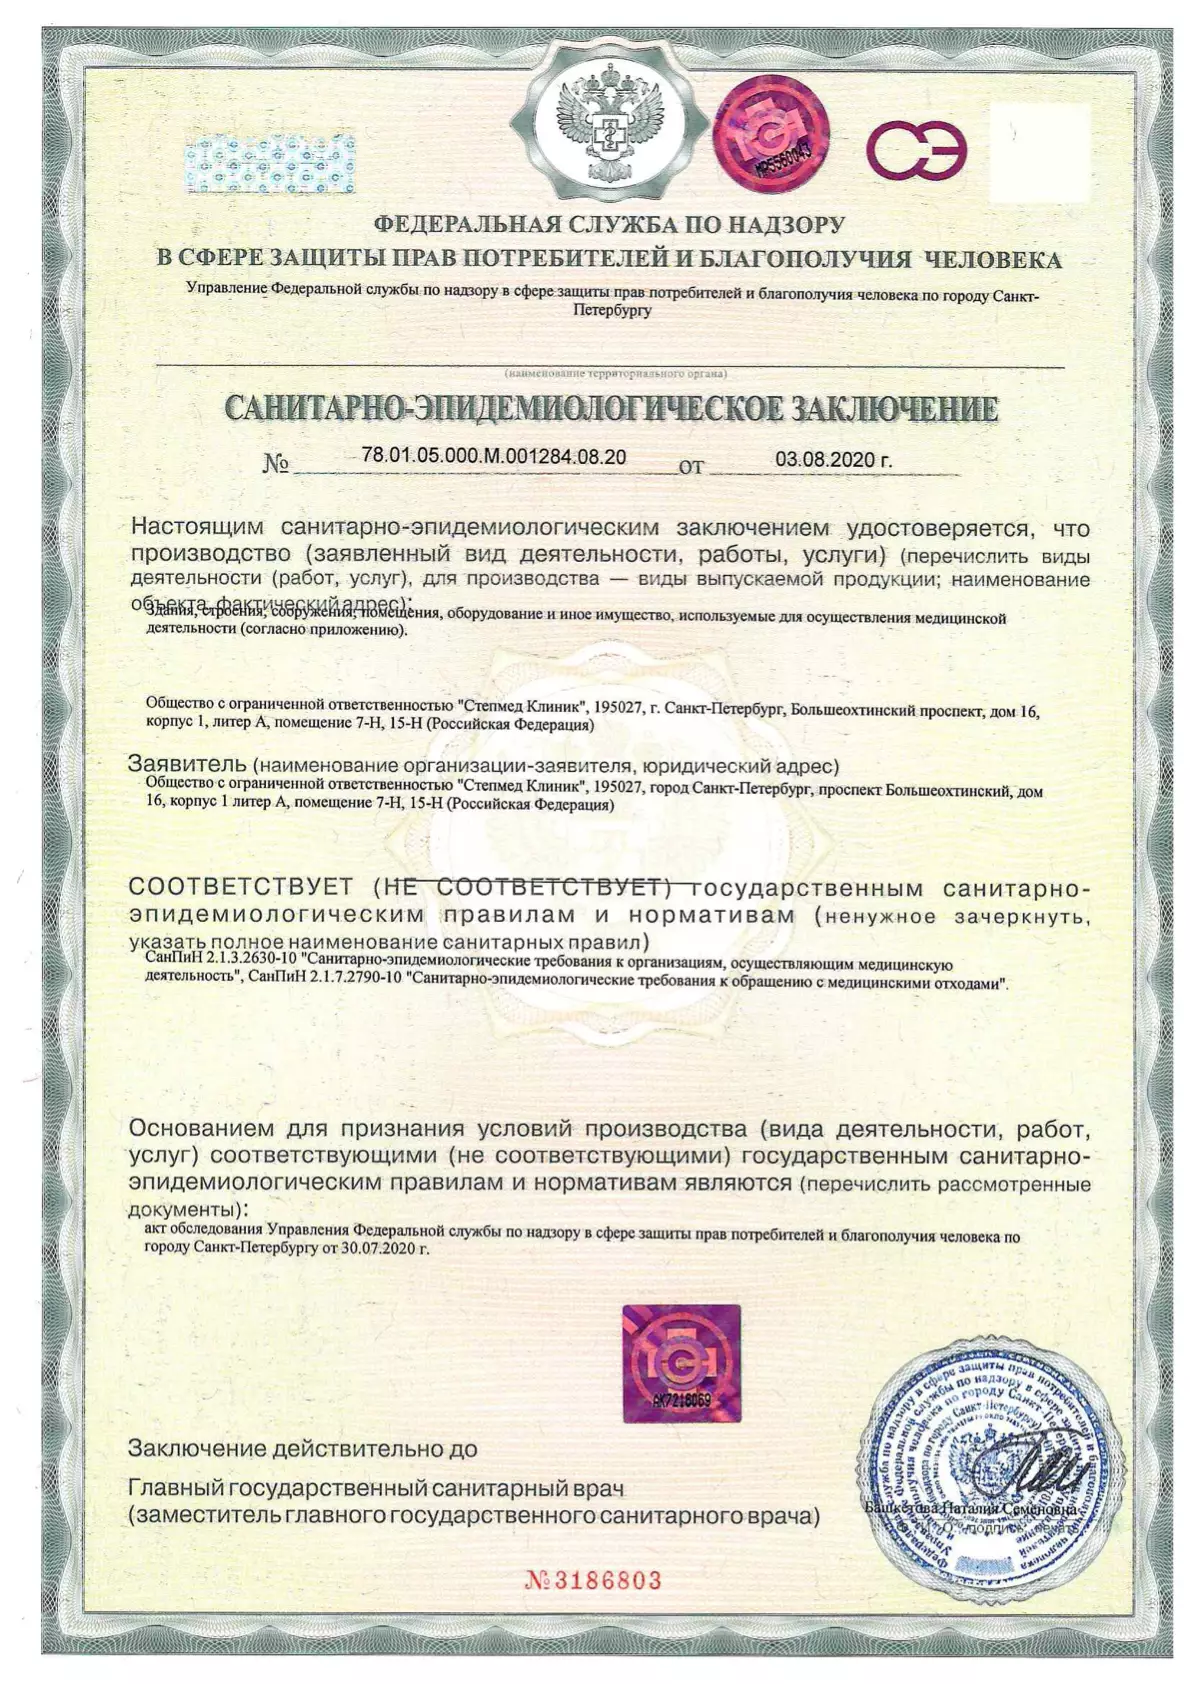 МР5560043
СЭ
ФЕДЕРАЛЬНАЯ СЛУЖБА ПО НАДЗОРУ
В СФЕРЕ ЗАЩИТЫ ПРАВ ПОТРЕБИТЕЛЕЙ И БЛАГОПОЛУЧИЯ ЧЕЛОВЕКА
Управление Федеральной службы по надзору в сфере защиты прав потребителей и благополучия человека по городу Санкт-
Петербургу
(наименование территориального органа)
САНИТАРНО-ЭПИДЕМИОЛОГИЧЕСКОЕ ЗАКЛЮЧЕНИЕ
№ 78.01.05.000.М.001284.08.20 от 03.08.2020 г.
Настоящим санитарно-эпидемиологическим заключением удостоверяется, что
производство (заявленный вид деятельности, работы, услуги) (перечислить виды
деятельности (работ, услуг), для производства — виды выпускаемой продукции; наименование
объекта, фактический адрес):
Здания, строения, сооружения, помещения, оборудование и иное имущество, используемые для осуществления медицинской
деятельности (согласно приложению).
Общество с ограниченной ответственностью "Степмед Клиник", 195027, г. Санкт-Петербург, Большеохтинский проспект, дом 16,
корпус 1, литер А, помещение 7-Н, 15-Н (Российская Федерация)
Заявитель (наименование организации-заявителя, юридический адрес)
Общество с ограниченной ответственностью "Степмед Клиник", 195027, город Санкт-Петербург, проспект Большеохтинский, дом
16, корпус 1 литер А, помещение 7-Н, 15-Н (Российская Федерация)
СООТВЕТСТВУЕТ (НЕ СООТВЕТСТВУЕТ) государственным санитарно-
эпидемиологическим правилам и нормативам (ненужное зачеркнуть,
указать полное наименование санитарных правил)
СанПиН 2.1.3.2630-10 "Санитарно-эпидемиологические требования к организациям, осуществляющим медицинскую
деятельность", СанПиН 2.1.7.2790-10 "Санитарно-эпидемиологические требования к обращению с медицинскими отходами".
Основанием для признания условий производства (вида деятельности, работ,
услуг) соответствующими (не соответствующими) государственным санитарно-
эпидемиологическим правилам и нормативам являются (перечислить рассмотренные
документы):
акт обследования Управления Федеральной службы по надзору в сфере защиты прав потребителей и благополучия человека по
городу Санкт-Петербургу от 30.07.2020 г.
АК7216069
Заключение действительно до
Главный государственный санитарный врач
(заместитель главного государственного санитарного врача)
Башкетова Наталия Семеновна
№3186803